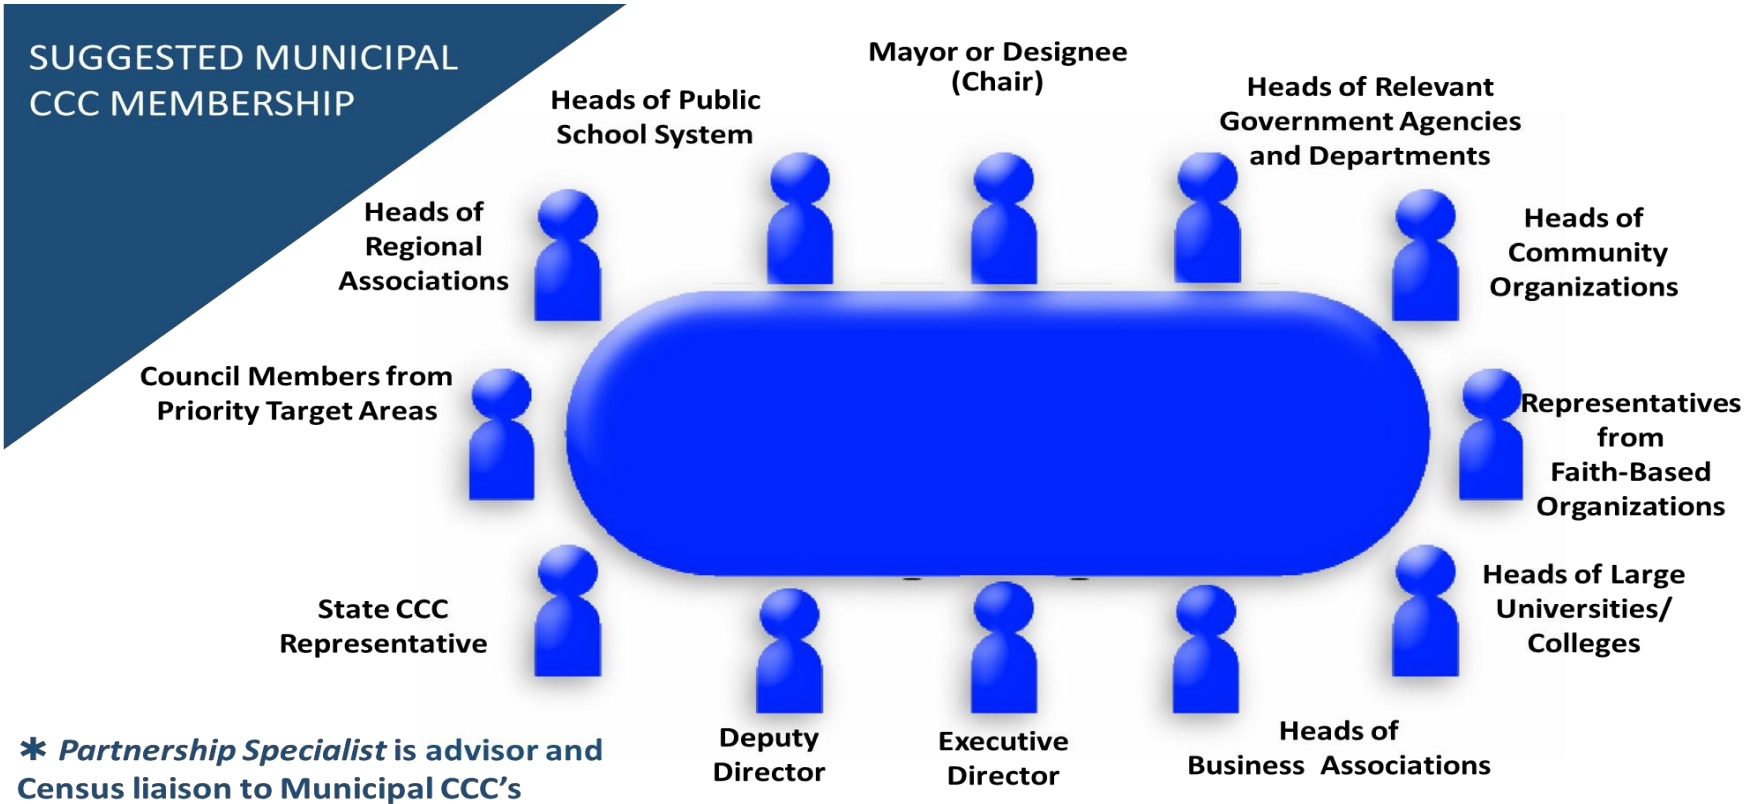 SUGGESTED MUNICIPAL
CCC MEMBERSHIP
Mayor or Designee
(Chair)
Heads of Public
School System
Heads of Relevant
Government Agencies
and Departments
Heads of
Regional
Associations
Heads of
Community
Organizations
Council Members from
Priority Target Areas
Representatives
from
Faith-Based
Organizations
State CCC
Representative
Heads of Large
Universities/
Colleges
Deputy
Director
Executive
Director
Heads of
Business Associations
✱ Partnership Specialist is advisor and
Census liaison to Municipal CCC's